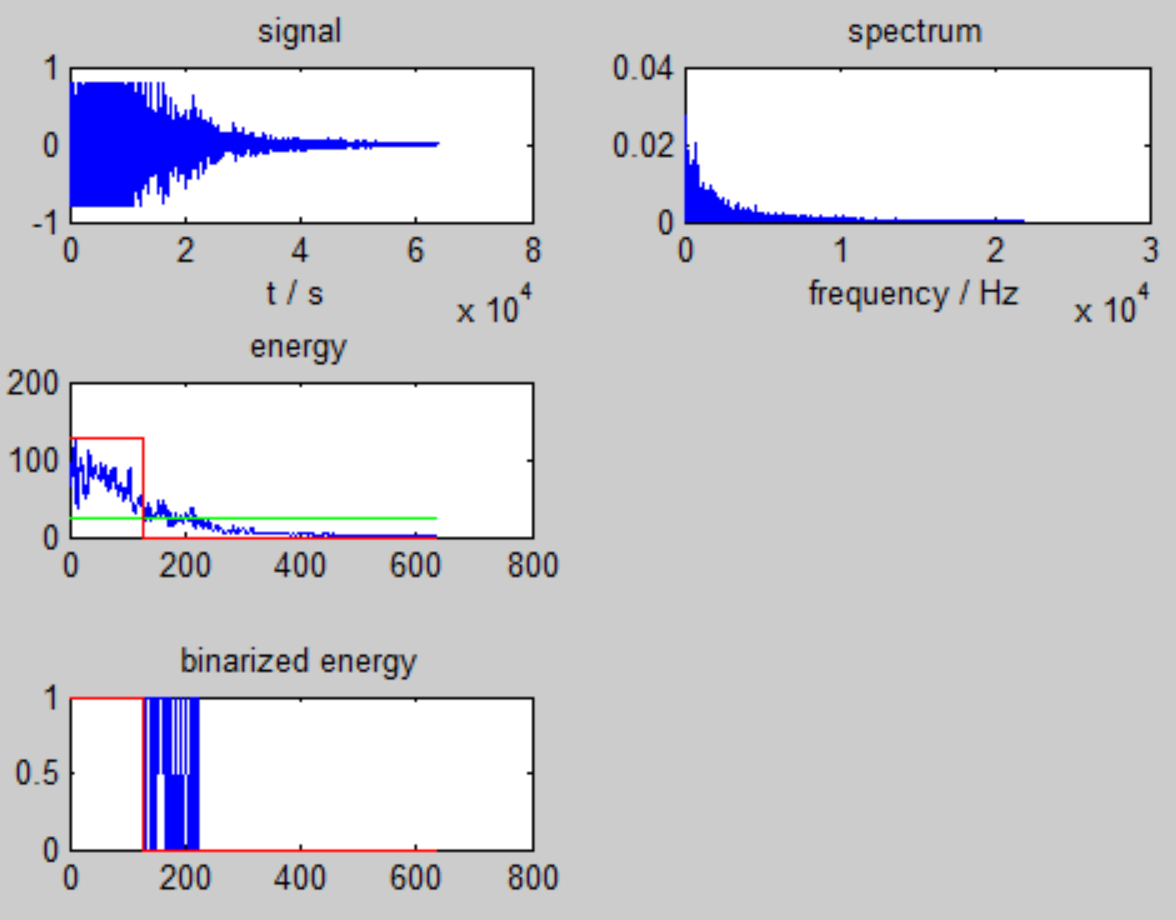 signal
1
0
-1
0 2 4 6 8
t / s
x 10^4
spectrum
0.04
0.02
0
0 1 2 3
frequency / Hz
x 10^4
energy
200
100
0
0 200 400 600 800
binarized energy
1
0.5
0
0 200 400 600 800